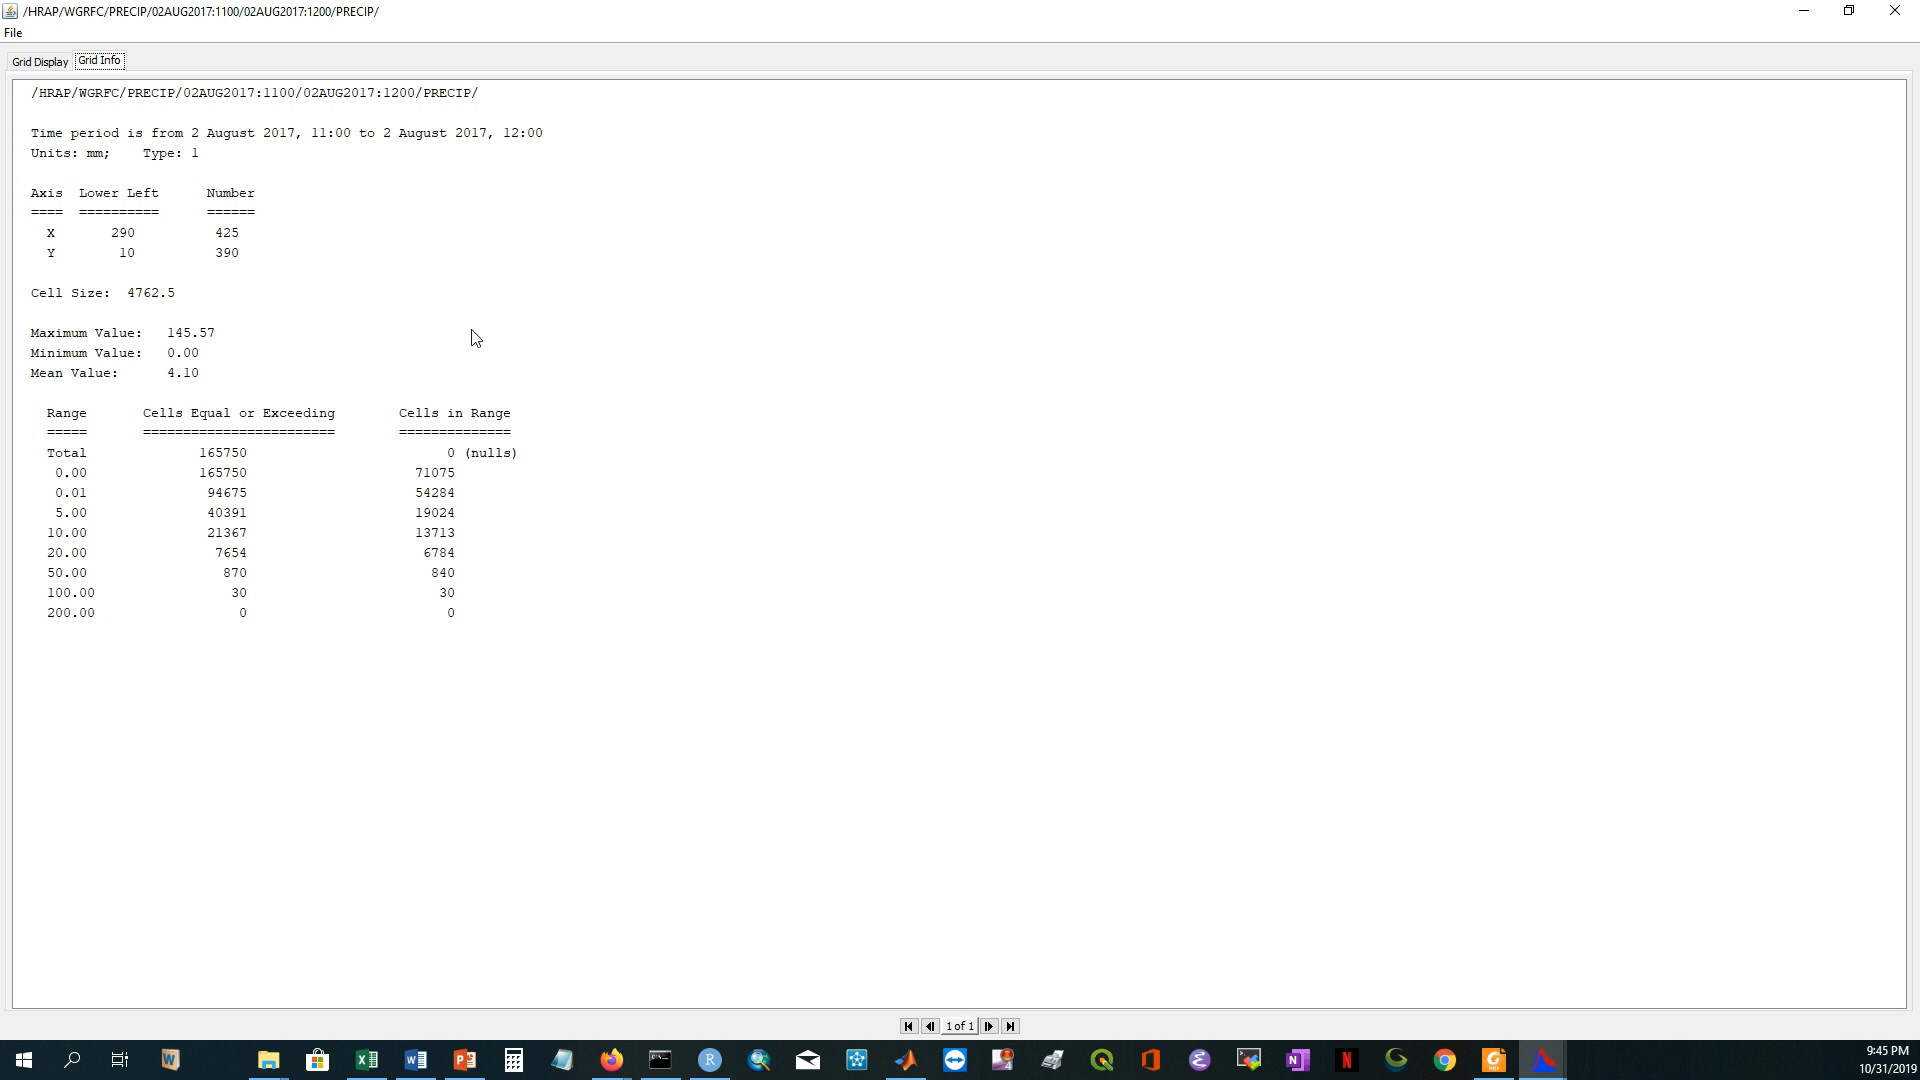 /HRAP/WGRFC/PRECIP/02AUG2017:1100/02AUG2017:1200/PRECIP/
File
Grid Display Grid Info
/HRAP/WGRFC/PRECIP/02AUG2017:1100/02AUG2017:1200/PRECIP/
Time period is from 2 August 2017, 11:00 to 2 August 2017, 12:00
Units: mm; Type: 1
Axis Lower Left Number
==== ========== ======
X 290 425
Y 10 390
Cell Size: 4762.5
Maximum Value: 145.57
Minimum Value: 0.00
Mean Value: 4.10
Range Cells Equal or Exceeding Cells in Range
===== ======================== ==============
Total 165750 0 (nulls)
0.00 165750 71075
0.01 94675 54284
5.00 40391 19024
10.00 21367 13713
20.00 7654 6784
50.00 870 840
100.00 30 30
200.00 0 0
1 of 1
9:45 PM
10/31/2019